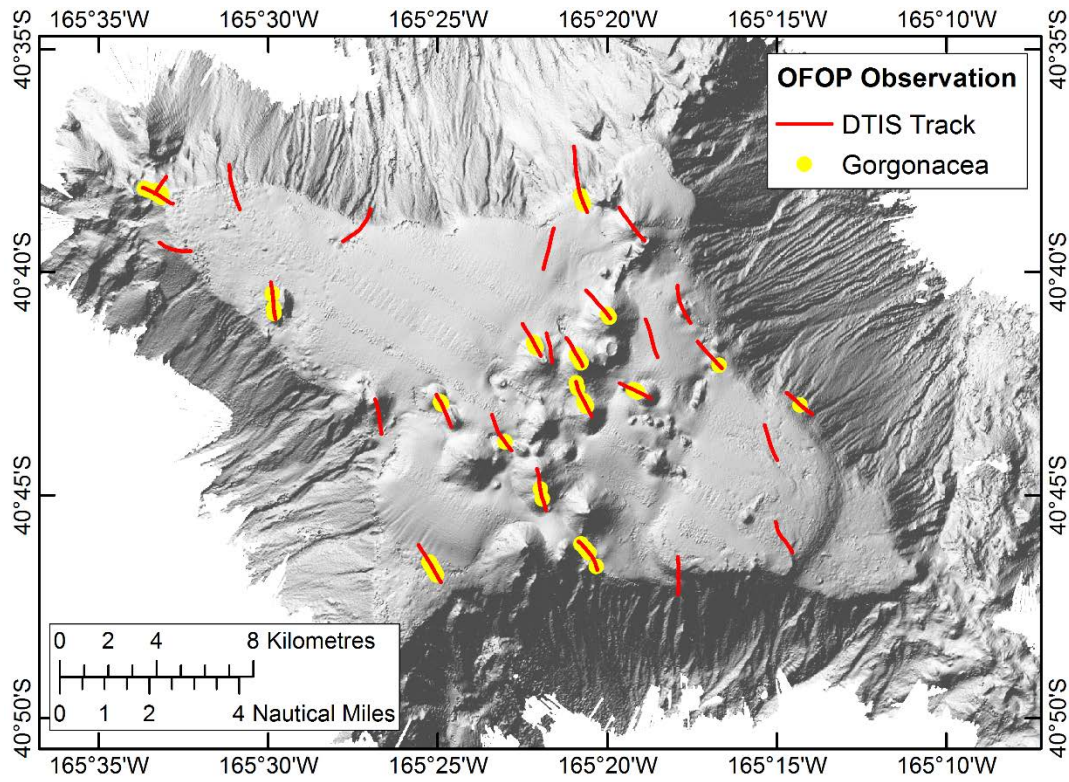 165°35'W 165°30'W 165°25'W 165°20'W 165°15'W 165°10'W
40°35'S 40°35'S
OFOP Observation
DTIS Track
Gorgonacea
40°40'S 40°40'S
40°45'S 40°45'S
0 2 4 8 Kilometres
0 1 2 4 Nautical Miles
40°50'S 40°50'S
165°35'W 165°30'W 165°25'W 165°20'W 165°15'W 165°10'W